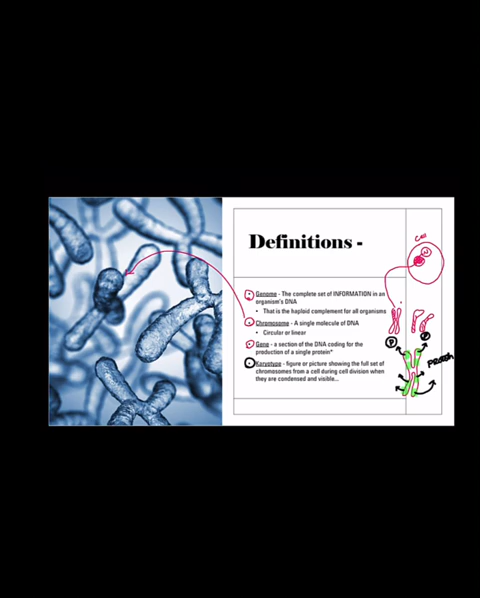 Definitions -
Cell
Genome - The complete set of INFORMATION in an
organism's DNA
• That is the haploid complement for all organisms
Chromosome - A single molecule of DNA
• Circular or linear
Gene - a section of the DNA coding for the
production of a single protein*
Karyotype - figure or picture showing the full set of
chromosomes from a cell during cell division when
they are condensed and visible...
P
Protein